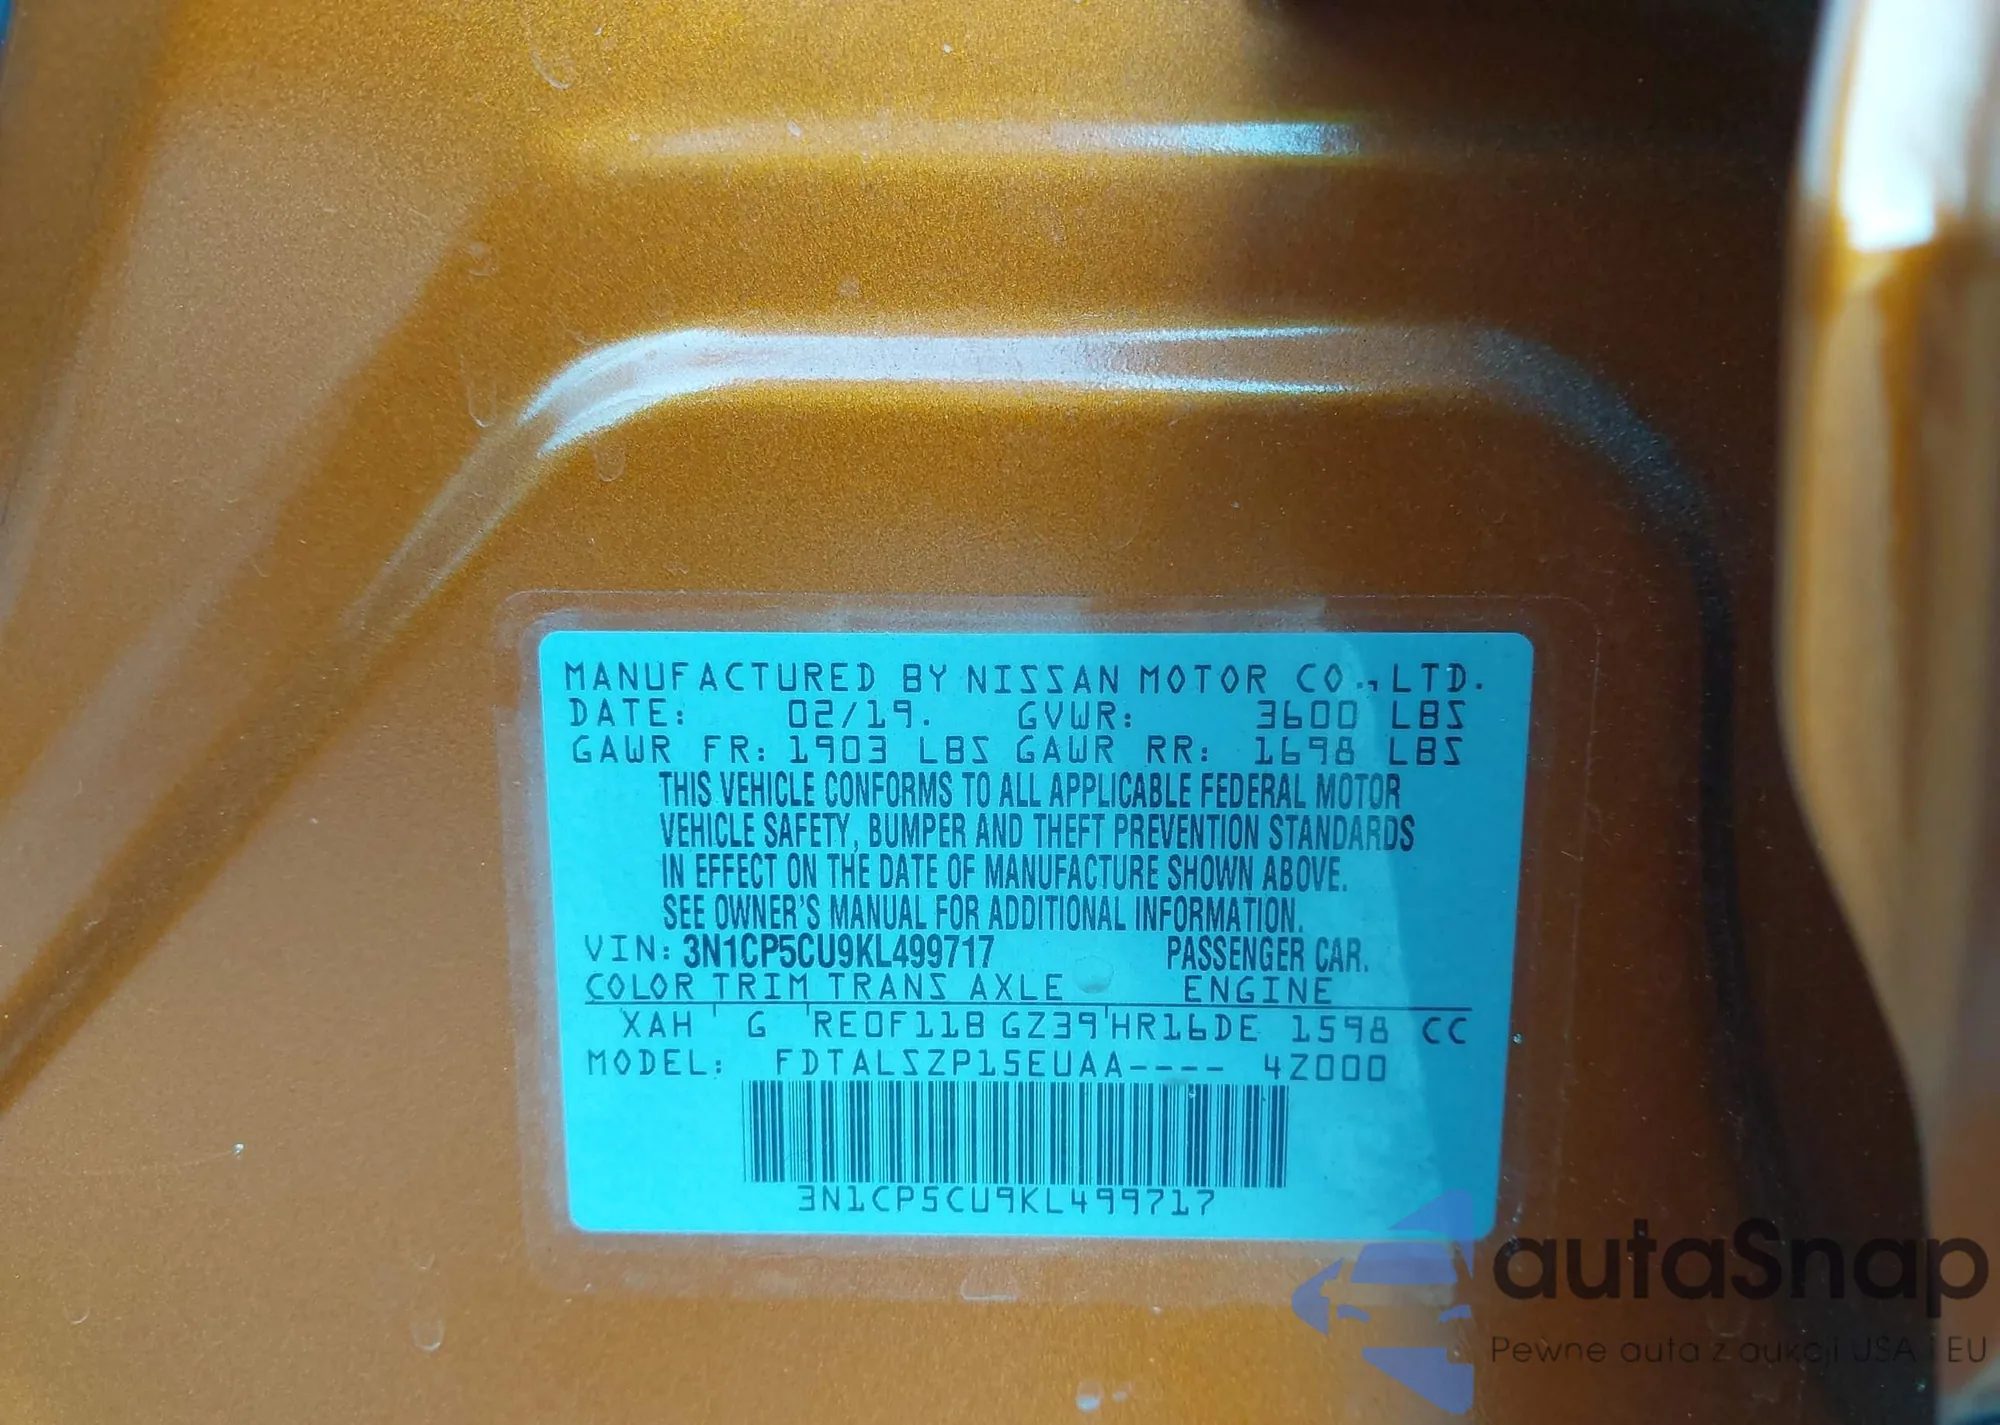 MANUFACTURED BY NISSAN MOTOR CO., LTD.
DATE: 02/19. GVWR: 3600 LBS
GAWR FR: 1903 LBS GAWR RR: 1698 LBS
THIS VEHICLE CONFORMS TO ALL APPLICABLE FEDERAL MOTOR
VEHICLE SAFETY, BUMPER AND THEFT PREVENTION STANDARDS
IN EFFECT ON THE DATE OF MANUFACTURE SHOWN ABOVE.
SEE OWNER'S MANUAL FOR ADDITIONAL INFORMATION.
VIN: 3N1CP5CU9KL499717 PASSENGER CAR.
COLOR TRIM TRANS AXLE ENGINE
XAH ' G 'RE0F11B GZ39'HR16DE 1598 CC
MODEL: FDTALSZP15EUAA---- 4Z000
3N1CP5CU9KL499717
autaSnap
Pewne auta z aukcji USA i EU